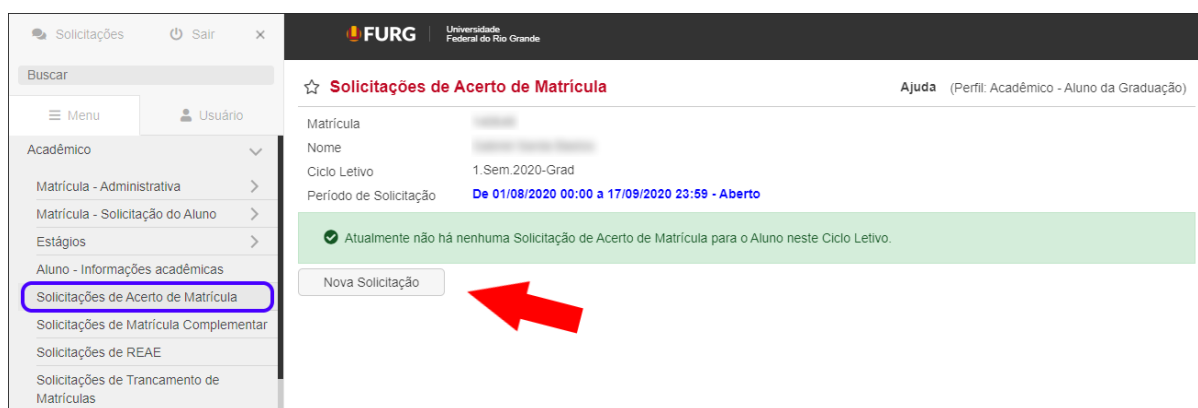 Solicitações Sair ×
Buscar
Menu Usuário
Acadêmico
Matrícula - Administrativa
Matrícula - Solicitação do Aluno
Estágios
Aluno - Informações acadêmicas
Solicitações de Acerto de Matrícula
Solicitações de Matrícula Complementar
Solicitações de REAE
Solicitações de Trancamento de
Matrículas
FURG
Universidade
Federal do Rio Grande
Solicitações de Acerto de Matrícula Ajuda (Perfil: Acadêmico - Aluno da Graduação)
Matrícula
Nome
Ciclo Letivo 1.Sem.2020-Grad
Período de Solicitação De 01/08/2020 00:00 a 17/09/2020 23:59 - Aberto
Atualmente não há nenhuma Solicitação de Acerto de Matrícula para o Aluno neste Ciclo Letivo.
Nova Solicitação